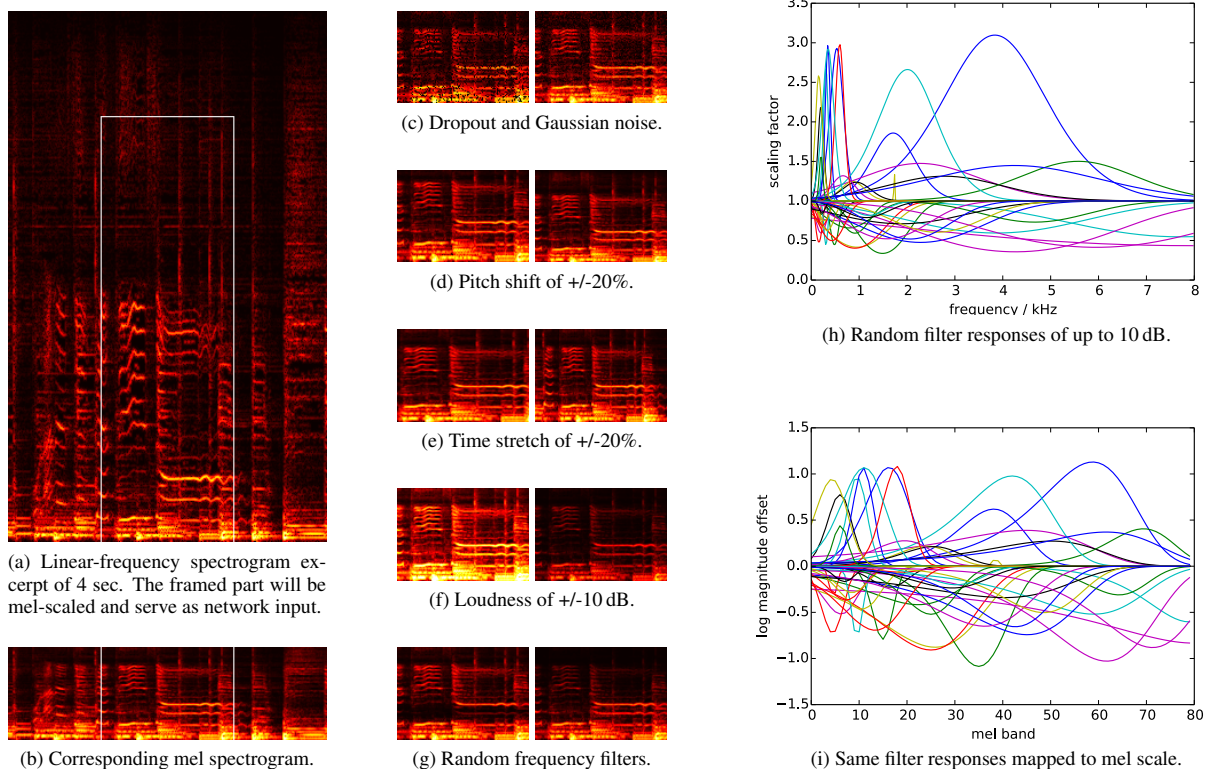 (a) Linear-frequency spectrogram ex-
cerpt of 4 sec. The framed part will be
mel-scaled and serve as network input.
(b) Corresponding mel spectrogram.
(c) Dropout and Gaussian noise.
(d) Pitch shift of +/-20%.
(e) Time stretch of +/-20%.
(f) Loudness of +/-10 dB.
(g) Random frequency filters.
3.5
3.0
2.5
2.0
1.5
1.0
0.5
0.0
scaling factor
0 1 2 3 4 5 6 7 8
frequency / kHz
(h) Random filter responses of up to 10 dB.
1.5
1.0
0.5
0.0
−0.5
−1.0
−1.5
log magnitude offset
0 10 20 30 40 50 60 70 80
mel band
(i) Same filter responses mapped to mel scale.